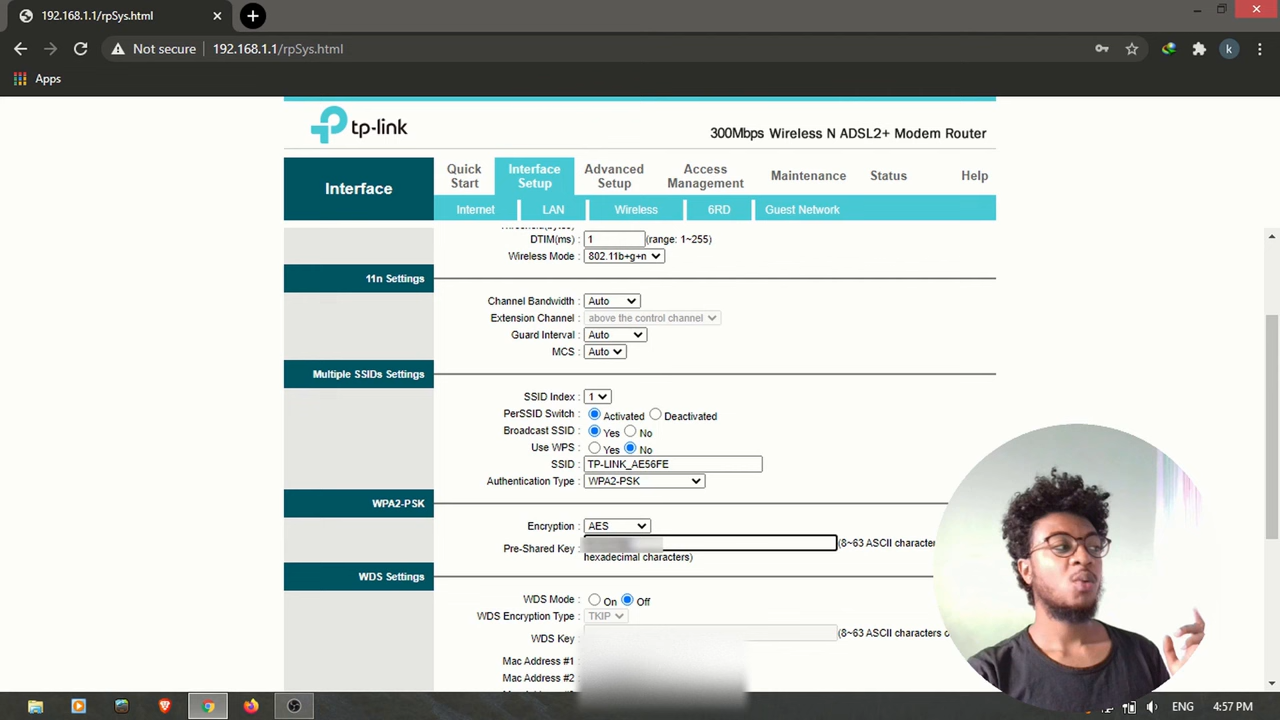 192.168.1.1/rpSys.html
Not secure
192.168.1.1/rpSys.html
k
Apps
tp-link
300Mbps Wireless N ADSL2+ Modem Router
Interface
Quick Start
Interface Setup
Advanced Setup
Access Management
Maintenance
Status
Help
Internet
LAN
Wireless
6RD
Guest Network
DTIM(ms) : 1 (range: 1~255)
Wireless Mode : 802.11b+g+n
11n Settings
Channel Bandwidth : Auto
Extension Channel : above the control channel
Guard Interval : Auto
MCS : Auto
Multiple SSIDs Settings
SSID Index : 1
PerSSID Switch : Activated Deactivated
Broadcast SSID : Yes No
Use WPS : Yes No
SSID : TP-LINK_AE56FE
Authentication Type : WPA2-PSK
WPA2-PSK
Encryption : AES
Pre-Shared Key : (8~63 ASCII character
hexadecimal characters)
WDS Settings
WDS Mode : On Off
WDS Encryption Type : TKIP
WDS Key : (8~63 ASCII characters o
Mac Address #1 :
Mac Address #2 :
ENG
4:57 PM